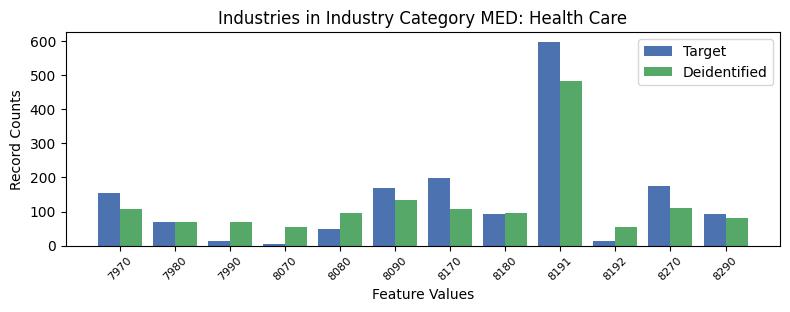 Industries in Industry Category MED: Health Care
Target
Deidentified
Record Counts
600
500
400
300
200
100
0
7970 7980 7990 8070 8080 8090 8170 8180 8191 8192 8270 8290
Feature Values